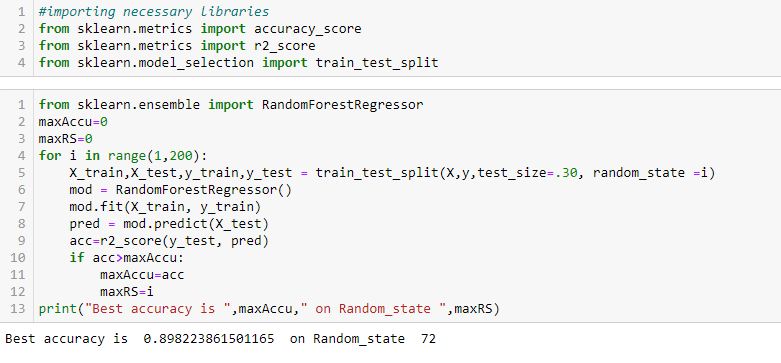 1 #importing necessary libraries
2 from sklearn.metrics import accuracy_score
3 from sklearn.metrics import r2_score
4 from sklearn.model_selection import train_test_split
1 from sklearn.ensemble import RandomForestRegressor
2 maxAccu=0
3 maxRS=0
4 for i in range(1,200):
5     X_train,X_test,y_train,y_test = train_test_split(X,y,test_size=.30, random_state =i)
6     mod = RandomForestRegressor()
7     mod.fit(X_train, y_train)
8     pred = mod.predict(X_test)
9     acc=r2_score(y_test, pred)
10     if acc>maxAccu:
11         maxAccu=acc
12         maxRS=i
13 print("Best accuracy is ",maxAccu," on Random_state ",maxRS)
Best accuracy is  0.898223861501165  on Random_state  72